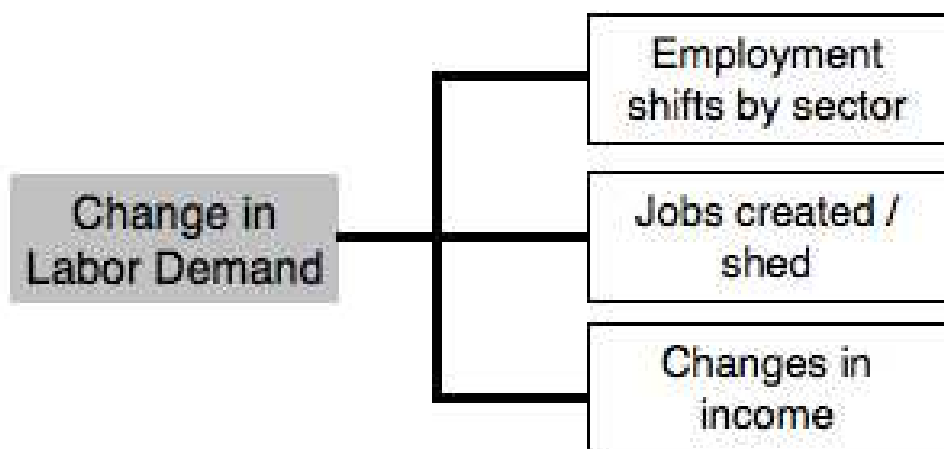 Employment
shifts by sector
Change in
Labor Demand
Jobs created /
shed
Changes in
income